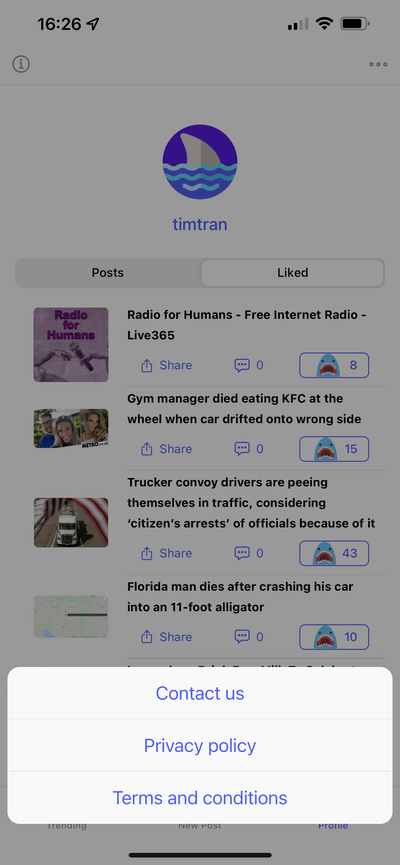 16:26
timtran
Posts
Liked
Radio
for
Humans
Radio for Humans - Free Internet Radio -
Live365
Share 0 8
Gym manager died eating KFC at the
wheel when car drifted onto wrong side
METRO
Share 0 15
Trucker convoy drivers are peeing
themselves in traffic, considering
‘citizen’s arrests’ of officials because of it
Share 0 43
Florida man dies after crashing his car
into an 11-foot alligator
Share 0 10
Contact us
Privacy policy
Terms and conditions
Trending
New Post
Profile